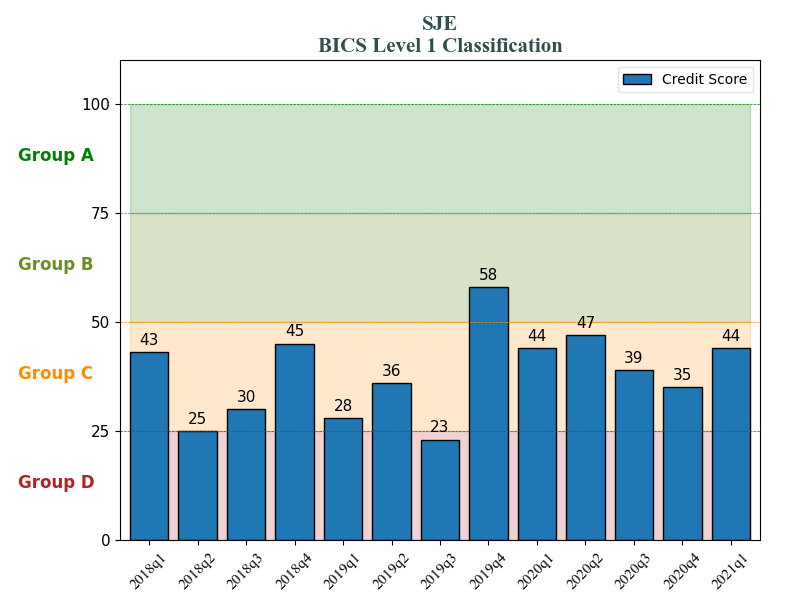 SJE
BICS Level 1 Classification
Credit Score
100
Group A
75
Group B
50
Group C
25
Group D
0
43
25
30
45
28
36
23
58
44
47
39
35
44
2018q1
2018q2
2018q3
2018q4
2019q1
2019q2
2019q3
2019q4
2020q1
2020q2
2020q3
2020q4
2021q1